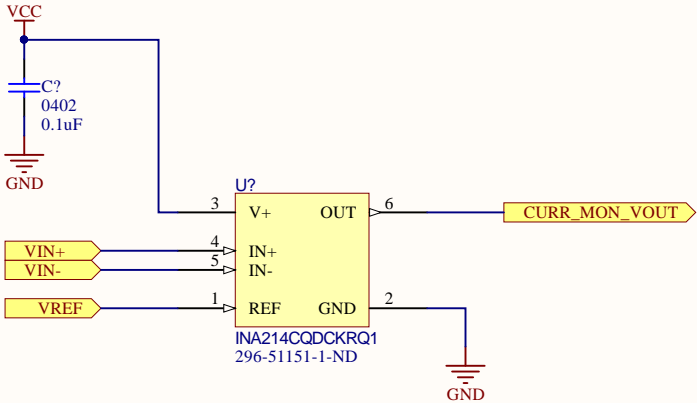 VCC
C?
0402
0.1uF
GND
U?
3 V+ OUT 6 CURR_MON_VOUT
VIN+ 4 IN+
VIN- 5 IN-
VREF 1 REF GND 2
INA214CQDCKRQ1
296-51151-1-ND
GND